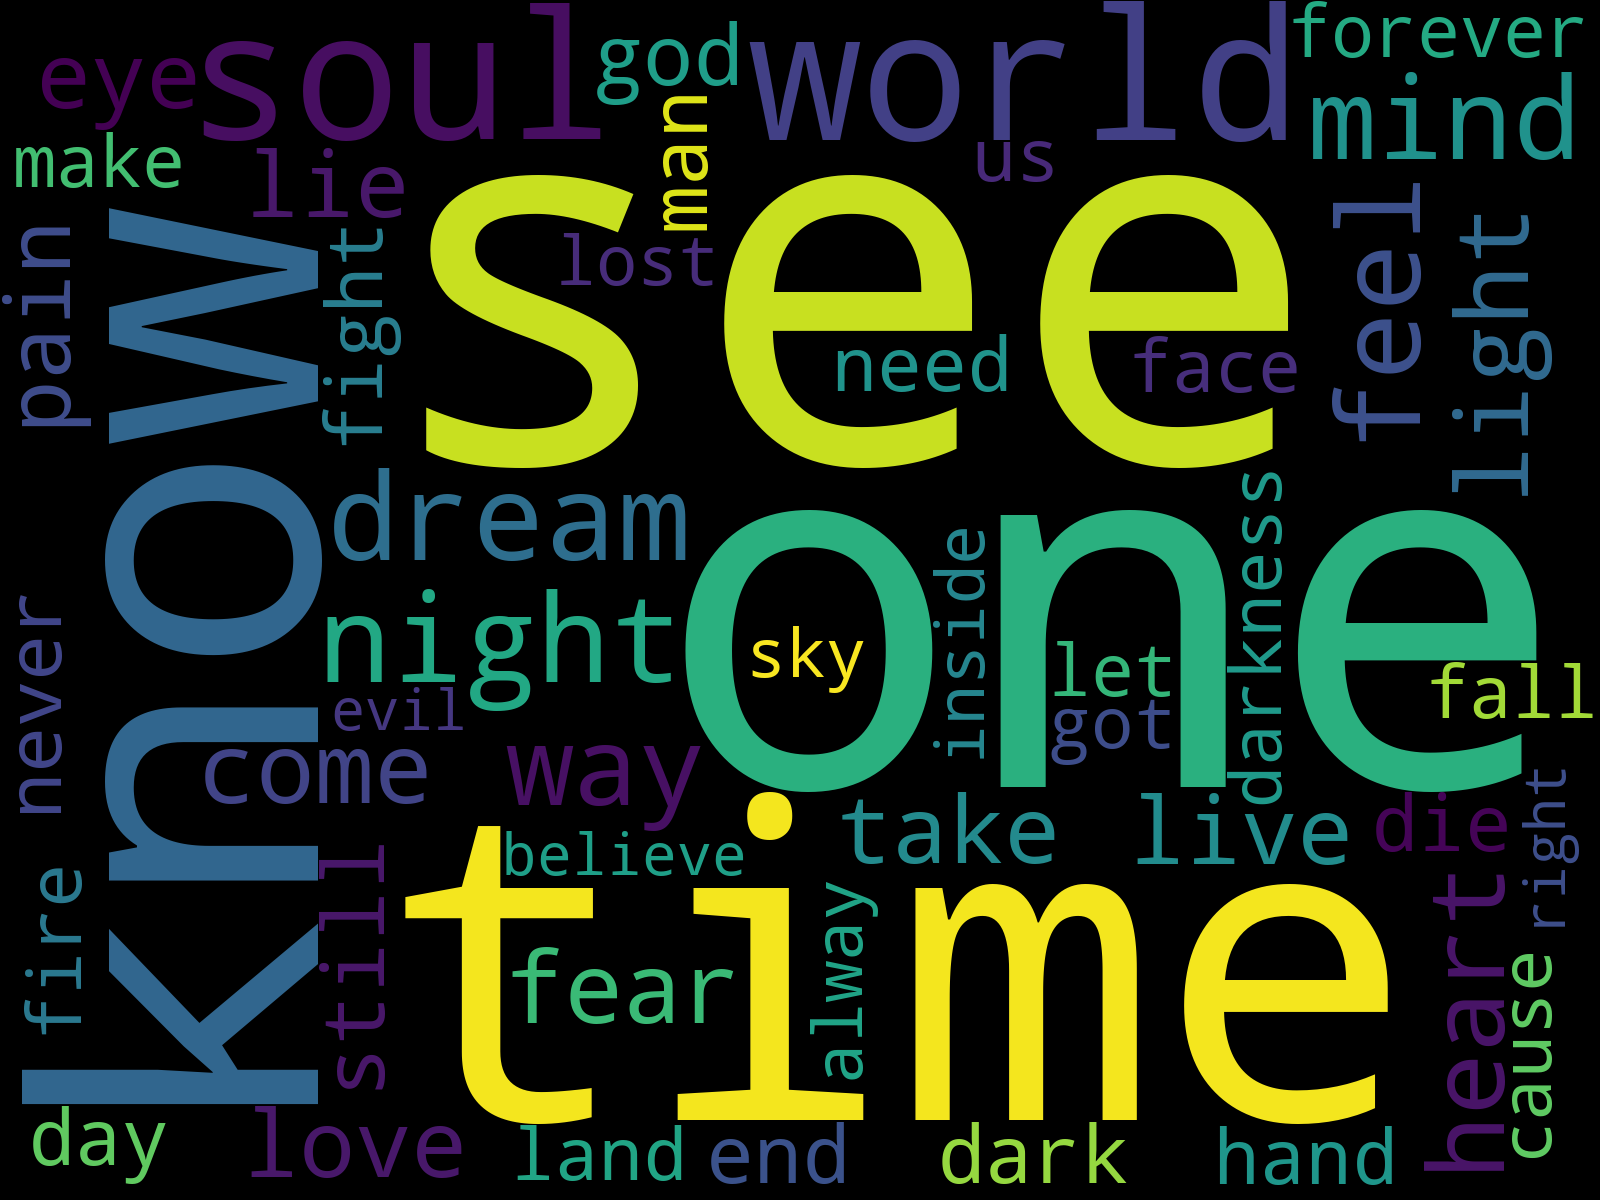 eye
soul
god
world
forever
mind
make
lie
man
us
see
pain
know
fight
lost
feel
light
need
face
dream
one
darkness
inside
night
sky
let
fall
never
evil
got
come
way
time
take
live
die
right
believe
fire
still
fear
alway
heart
cause
day
love
land
end
dark
hand